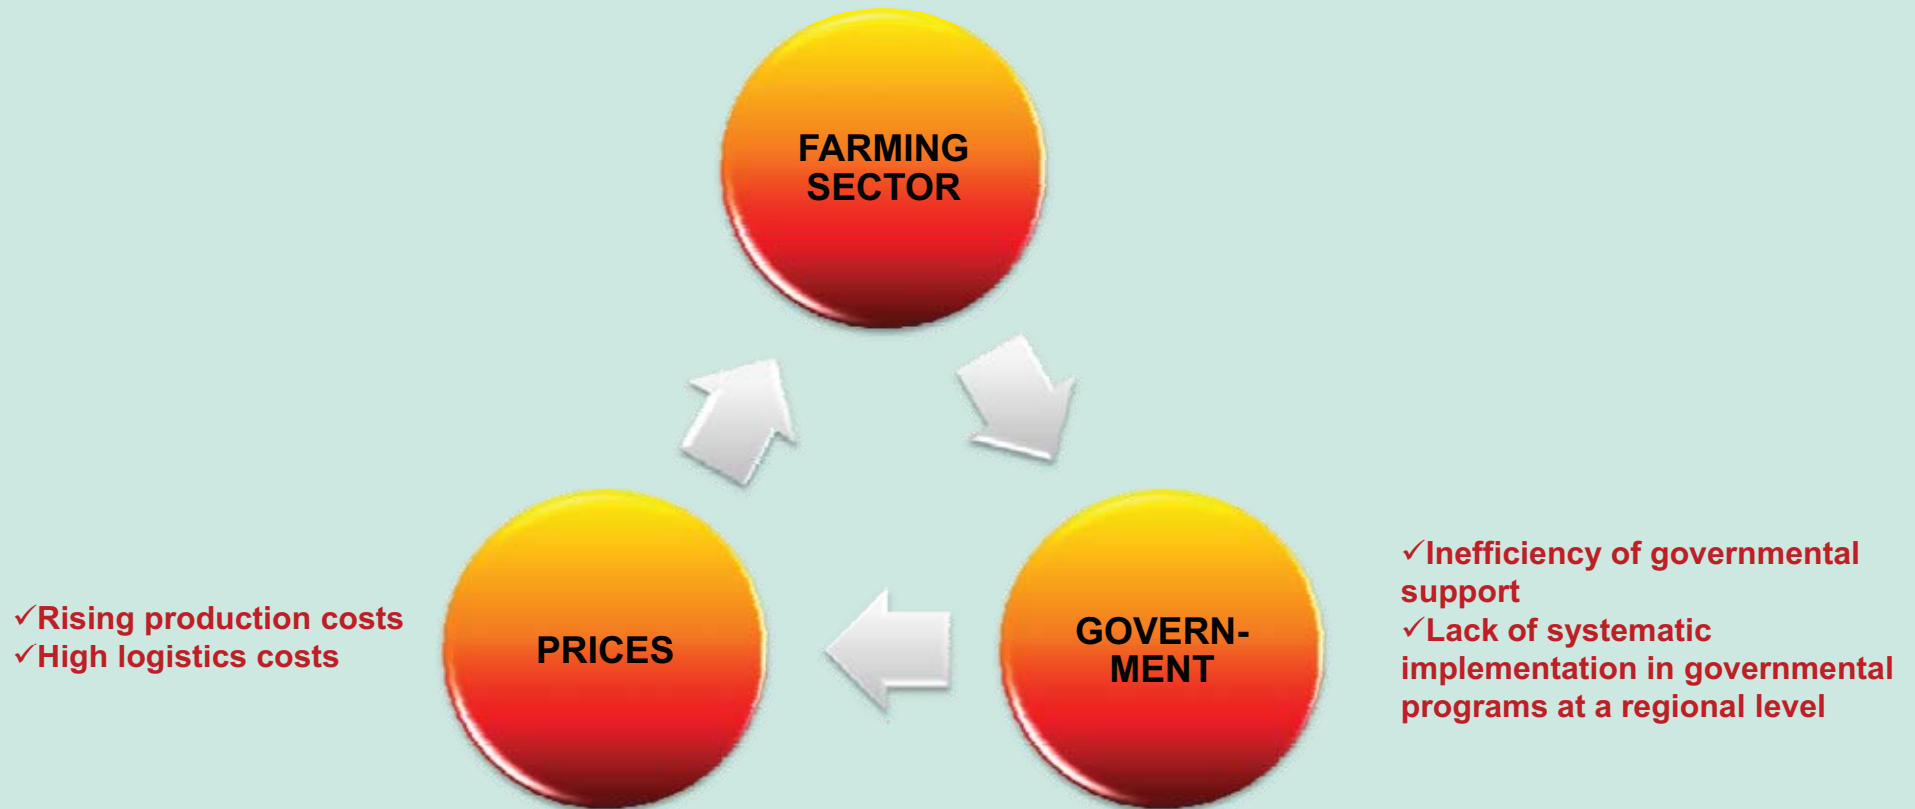 FARMING
SECTOR
✓Rising production costs
✓High logistics costs
PRICES
GOVERN-
MENT
✓Inefficiency of governmental
support
✓Lack of systematic
implementation in governmental
programs at a regional level